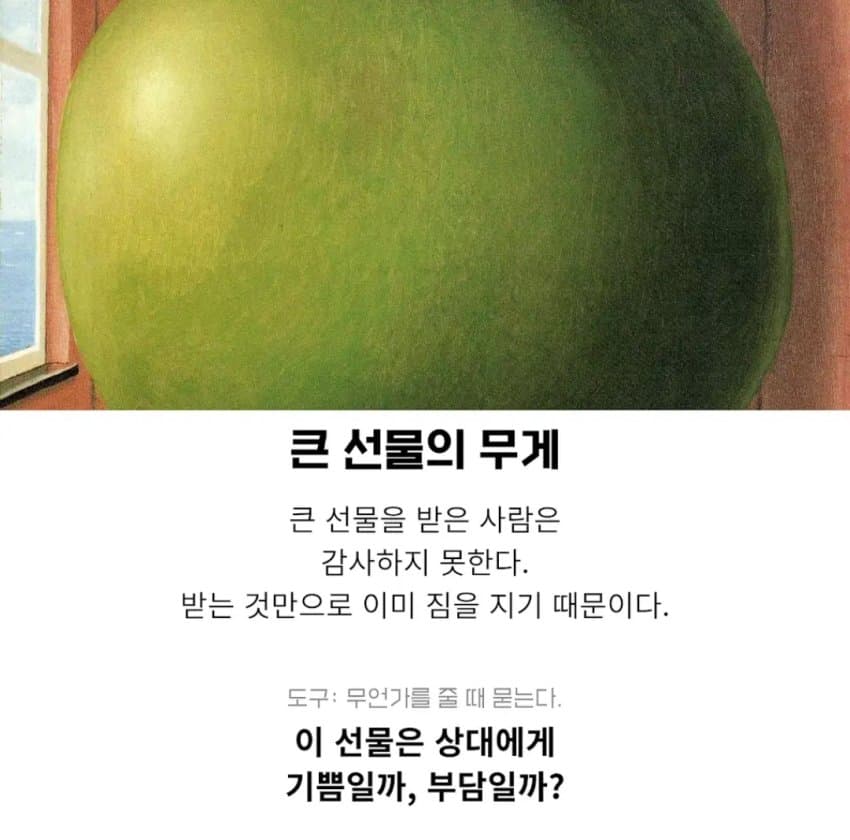 큰 선물의 무게
큰 선물을 받은 사람은
감사하지 못한다.
받는 것만으로 이미 짐을 지기 때문이다.
도구: 무언가를 줄 때 묻는다.
이 선물은 상대에게
기쁨일까, 부담일까?